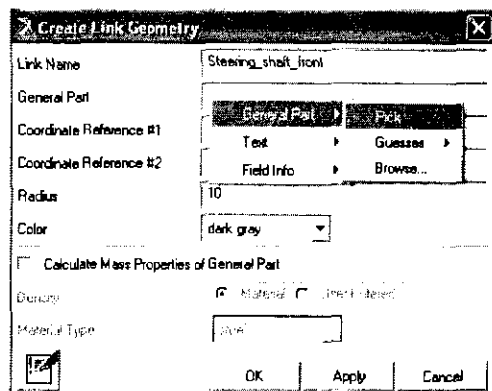 Create Link Geometry
Link Name Steering_shaft_front
General Part
General Part Pick
Coordinate Reference #1
Text Guesses
Coordinate Reference #2
Field Info Browse...
Radius 10
Color dark gray
Calculate Mass Properties of General Part
Density Material User-Entered
Material Type steel
OK Apply Cancel